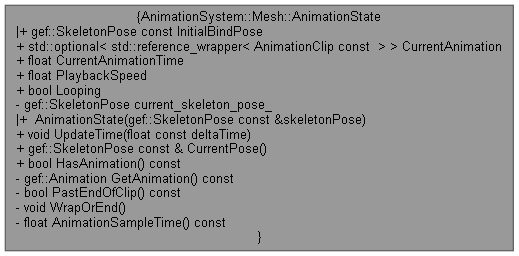 {AnimationSystem::Mesh::AnimationState
|+ gef::SkeletonPose const InitialBindPose
+ std::optional< std::reference_wrapper< AnimationClip const > > CurrentAnimation
+ float CurrentAnimationTime
+ float PlaybackSpeed
+ bool Looping
- gef::SkeletonPose current_skeleton_pose_
|+ AnimationState(gef::SkeletonPose const &skeletonPose)
+ void UpdateTime(float const deltaTime)
+ gef::SkeletonPose const & CurrentPose()
+ bool HasAnimation() const
- gef::Animation GetAnimation() const
- bool PastEndOfClip() const
- void WrapOrEnd()
- float AnimationSampleTime() const
}